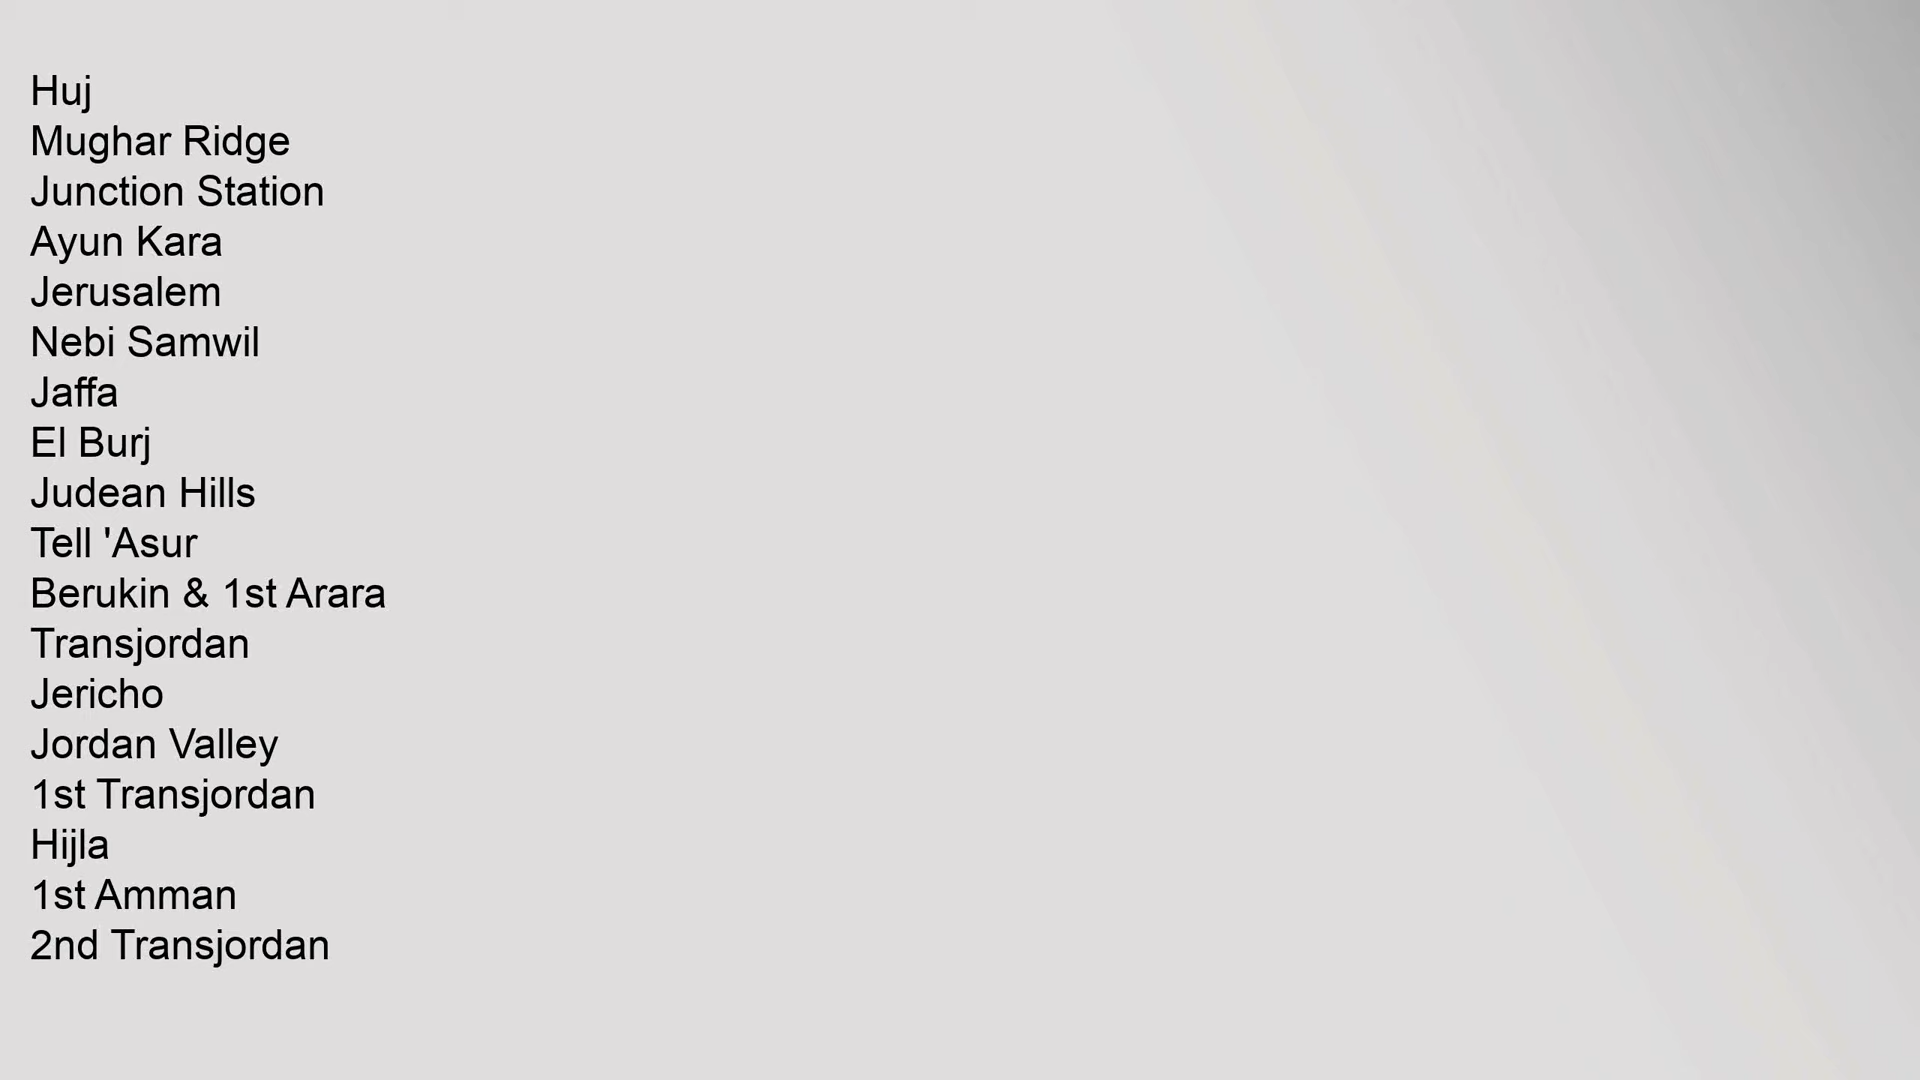 Huj
Mughar Ridge
Junction Station
Ayun Kara
Jerusalem
Nebi Samwil
Jaffa
El Burj
Judean Hills
Tell 'Asur
Berukin & 1st Arara
Transjordan
Jericho
Jordan Valley
1st Transjordan
Hijla
1st Amman
2nd Transjordan